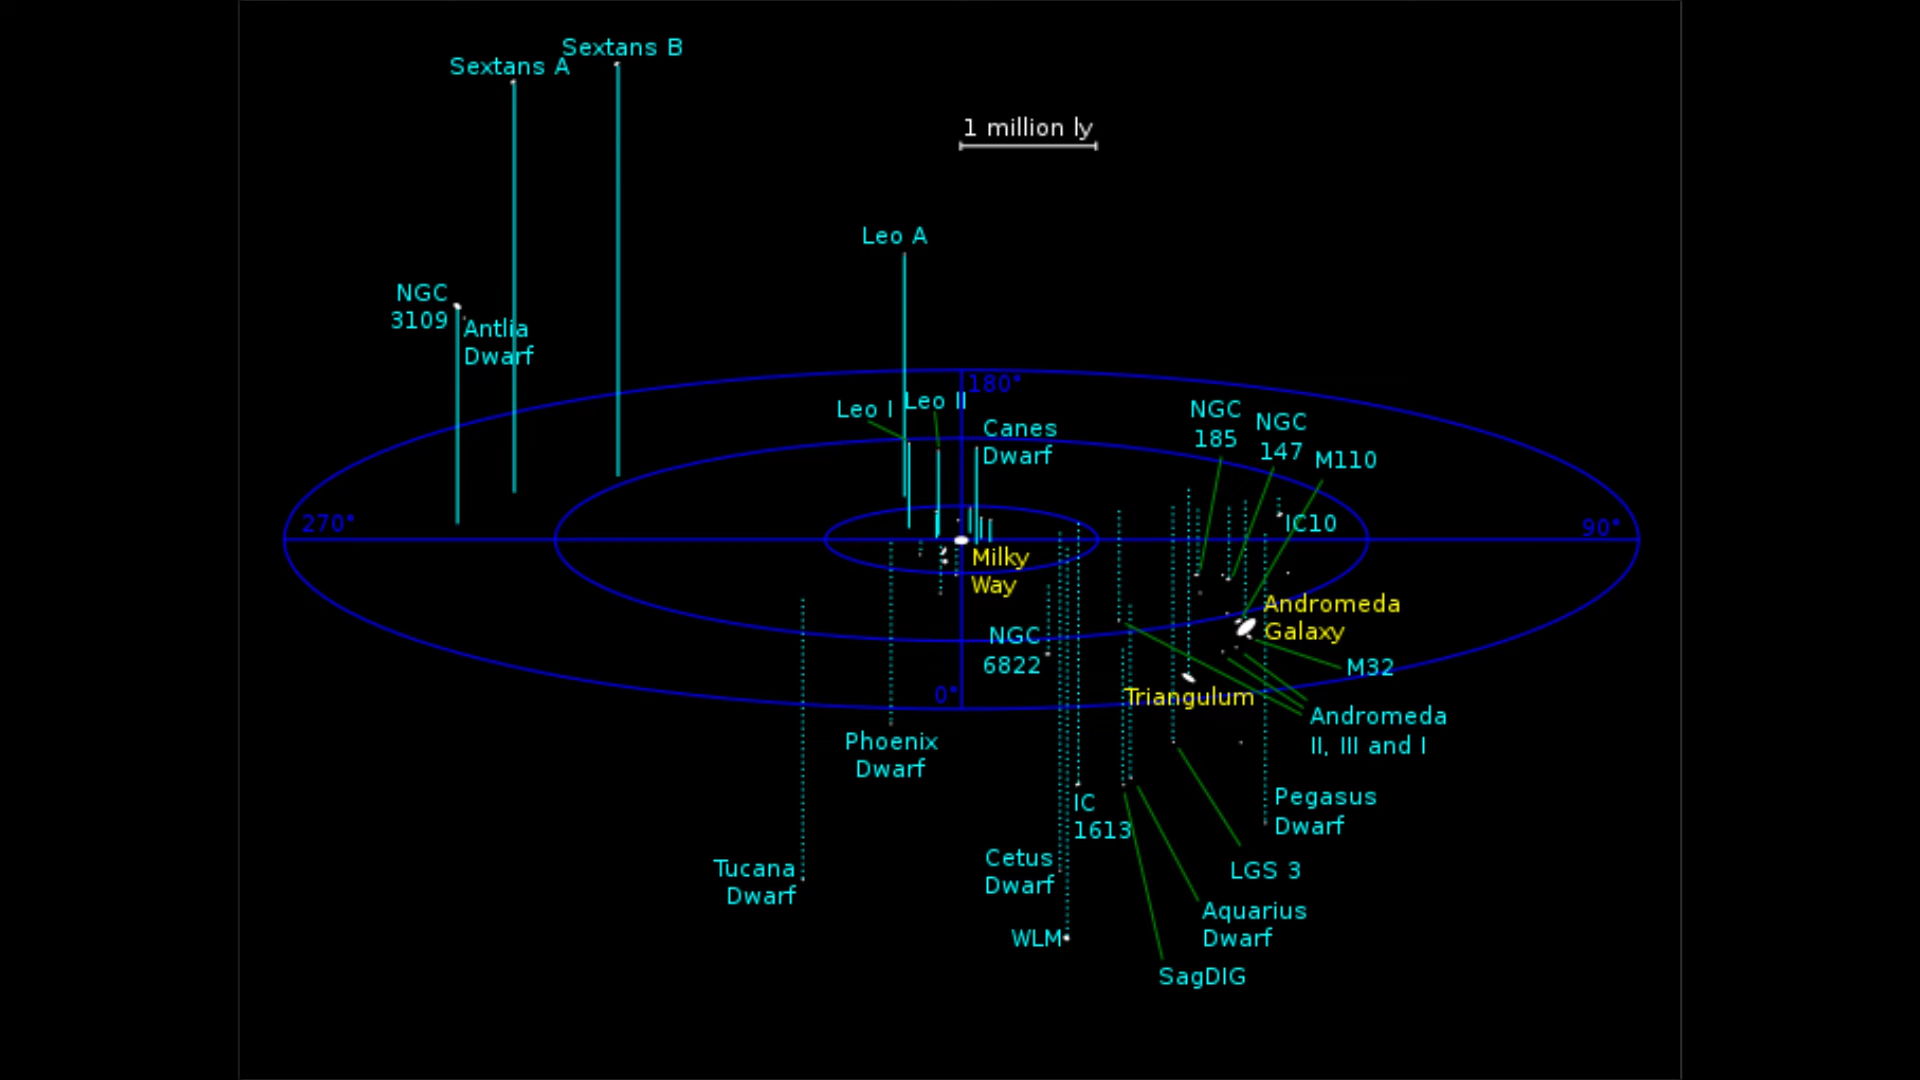 Sextans B
Sextans A
1 million ly
Leo A
NGC
3109
Antlia
Dwarf
180°
Leo I
Leo II
Canes
Dwarf
NGC
185
NGC
147
M110
270°
IC10
90°
Milky
Way
Andromeda
Galaxy
NGC
6822
M32
0°
Triangulum
Andromeda
II, III and I
Phoenix
Dwarf
IC
1613
Pegasus
Dwarf
Tucana
Dwarf
Cetus
Dwarf
LGS 3
Aquarius
Dwarf
WLM
SagDIG